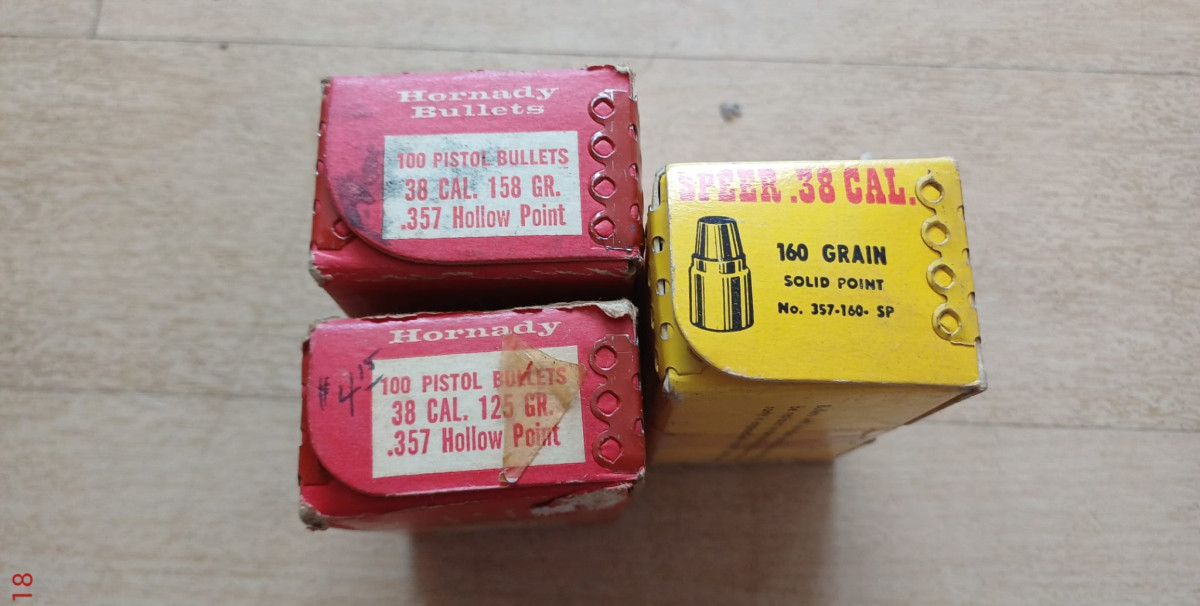 Hornady
Bullets
100 PISTOL BULLETS
38 CAL. 158 GR.
.357 Hollow Point
Hornady
$4.15
100 PISTOL BULLETS
38 CAL. 125 GR.
.357 Hollow Point
SPEER .38 CAL.
160 GRAIN
SOLID POINT
No. 357-160- SP
18